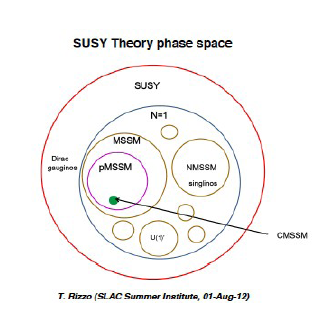 SUSY Theory phase space
SUSY
N=1
MSSM
Dirac
gauginos
pMSSM
NMSSM
singlinos
U(1)'
CMSSM
T. Rizzo (SLAC Summer Institute, 01-Aug-12)